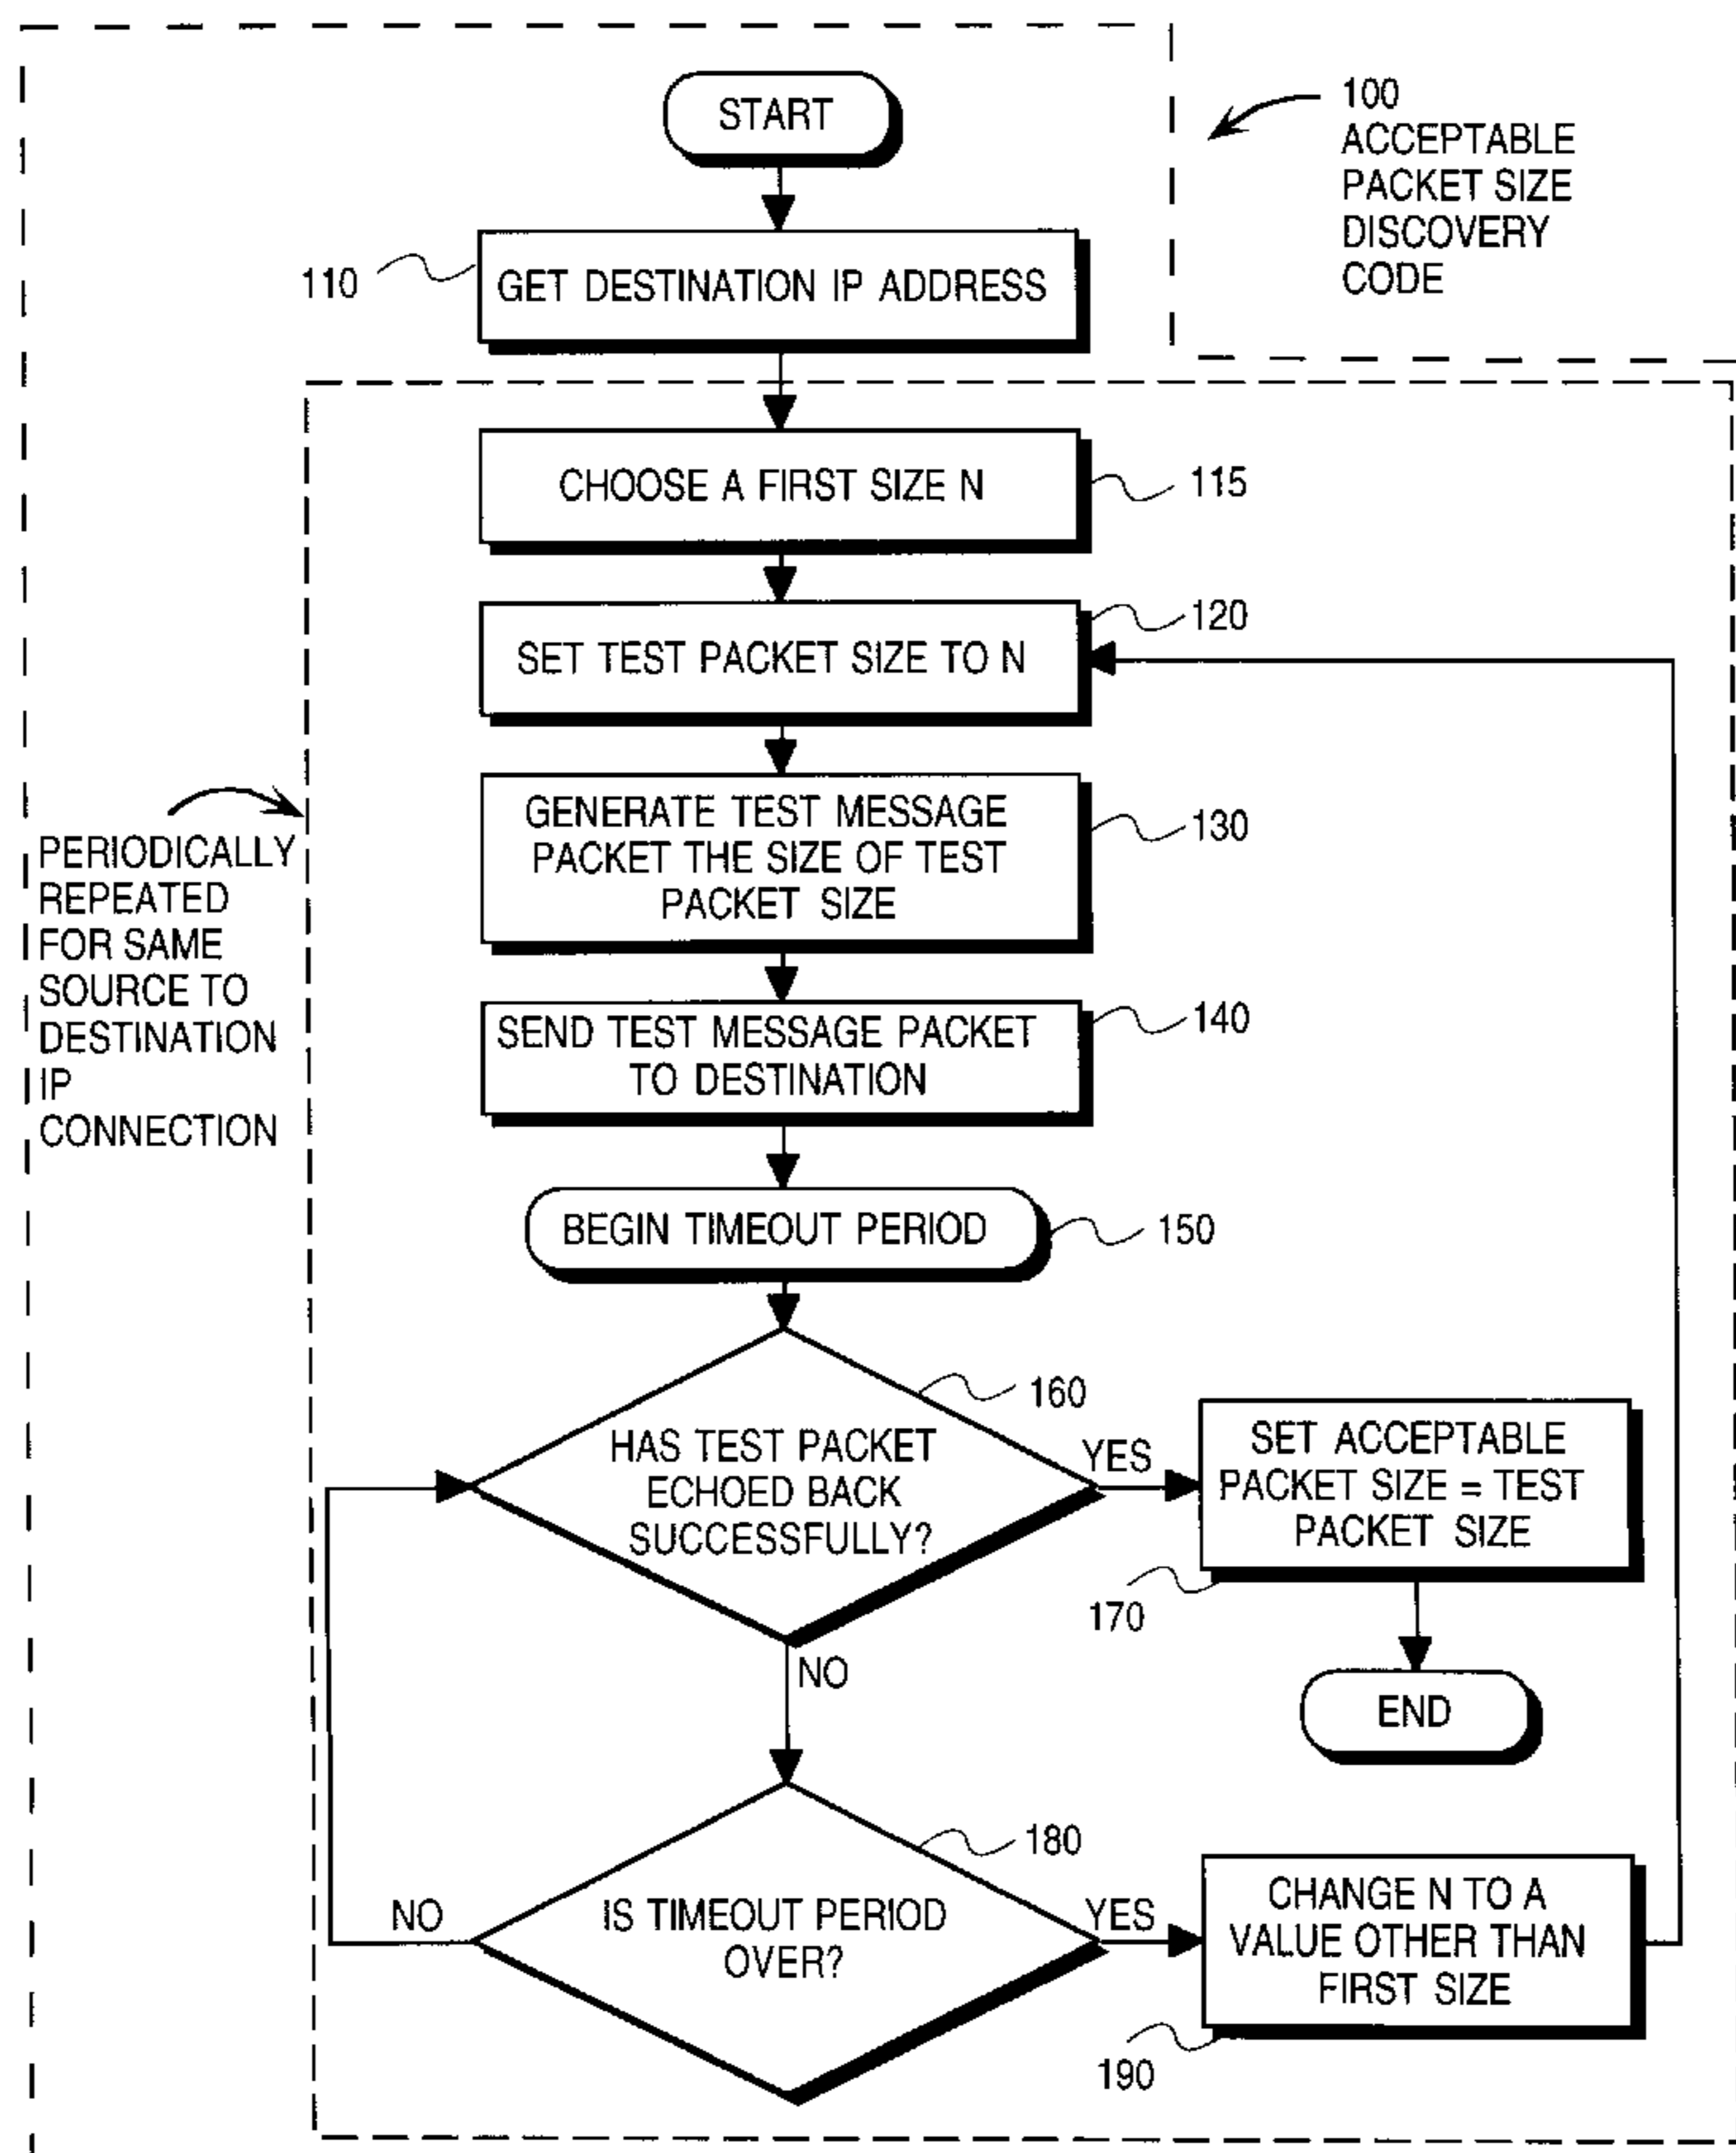 START
100
ACCEPTABLE
PACKET SIZE
DISCOVERY
CODE
110
GET DESTINATION IP ADDRESS
CHOOSE A FIRST SIZE N
115
SET TEST PACKET SIZE TO N
120
GENERATE TEST MESSAGE
PACKET THE SIZE OF TEST
PACKET SIZE
130
PERIODICALLY
REPEATED
FOR SAME
SOURCE TO
DESTINATION
IP
CONNECTION
SEND TEST MESSAGE PACKET
TO DESTINATION
140
BEGIN TIMEOUT PERIOD
150
HAS TEST PACKET
ECHOED BACK
SUCCESSFULLY?
160
YES
SET ACCEPTABLE
PACKET SIZE = TEST
PACKET SIZE
170
NO
END
IS TIMEOUT PERIOD
OVER?
180
NO
YES
CHANGE N TO A
VALUE OTHER THAN
FIRST SIZE
190